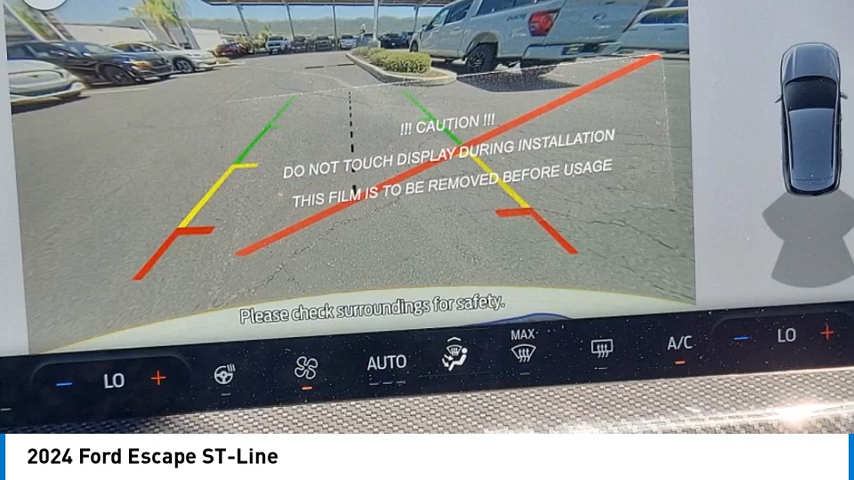 !!! CAUTION !!!
DO NOT TOUCH DISPLAY DURING INSTALLATION
THIS FILM IS TO BE REMOVED BEFORE USAGE
Please check surroundings for safety.
MAX
LO AUTO A/C LO
2024 Ford Escape ST-Line